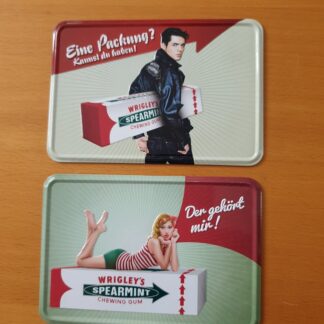 Eine Packung?
Kannst du haben!
WRIGLEY'S
SPEARMINT
CHEWING GUM
Der gehört
mir!
WRIGLEY'S
SPEARMINT
CHEWING GUM